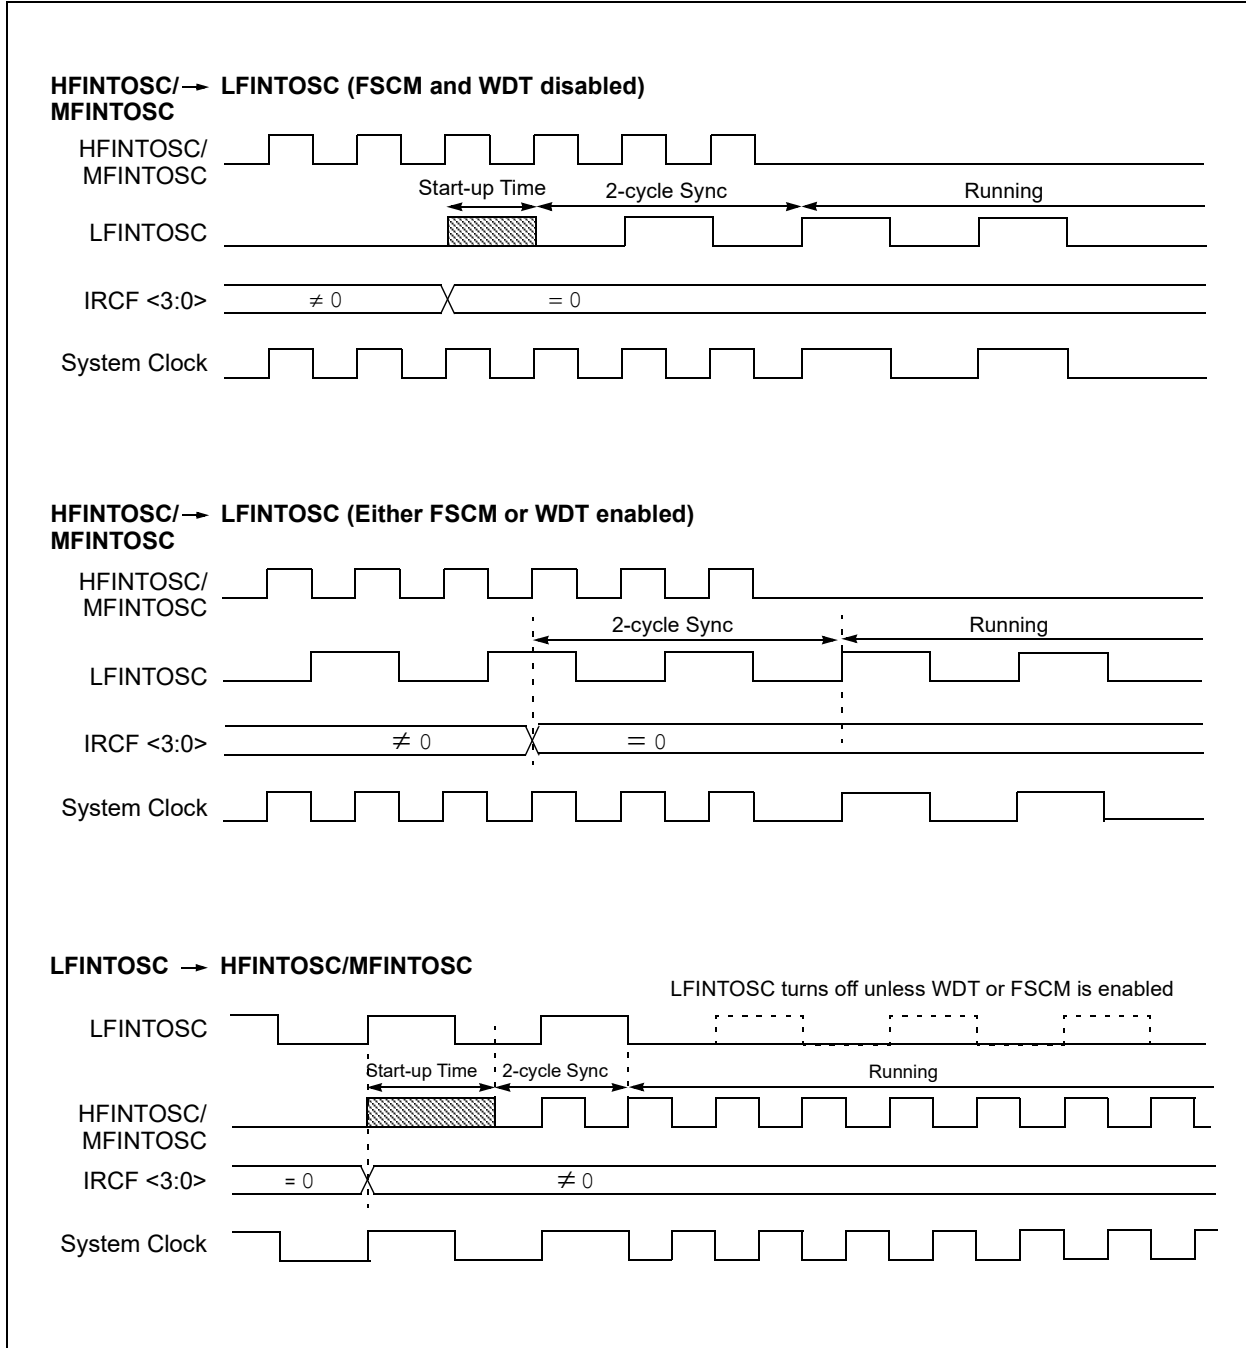 HFINTOSC/→ LFINTOSC (FSCM and WDT disabled)
MFINTOSC
HFINTOSC/
MFINTOSC
Start-up Time 2-cycle Sync Running
LFINTOSC
IRCF <3:0> ≠ 0 = 0
System Clock
HFINTOSC/→ LFINTOSC (Either FSCM or WDT enabled)
MFINTOSC
HFINTOSC/
MFINTOSC
2-cycle Sync Running
LFINTOSC
IRCF <3:0> ≠ 0 = 0
System Clock
LFINTOSC → HFINTOSC/MFINTOSC
LFINTOSC turns off unless WDT or FSCM is enabled
LFINTOSC
Start-up Time 2-cycle Sync Running
HFINTOSC/
MFINTOSC
IRCF <3:0> = 0 ≠ 0
System Clock